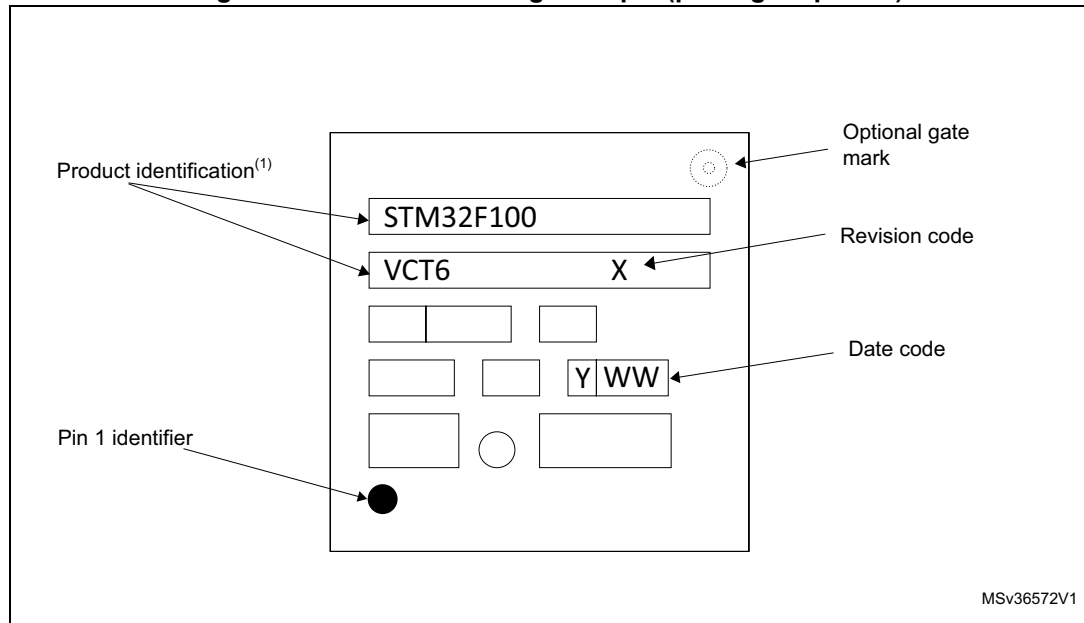 Optional gate
mark
Product identification(1)
STM32F100
Revision code
VCT6 X
Date code
Y WW
Pin 1 identifier
MSv36572V1